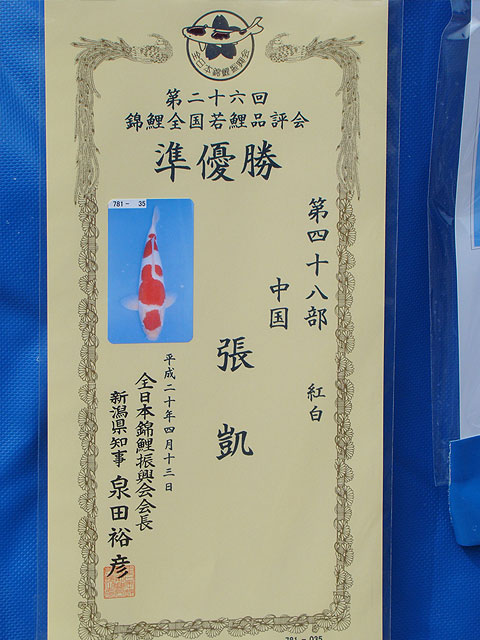 全日本錦鯉振興会
第二十六回
錦鯉全国若鯉品評会
準優勝
781- 35
第四十八部 紅白
中国
張凱
平成二十年四月十三日
全日本錦鯉振興会会長
新潟県知事 泉田裕彦
781-035